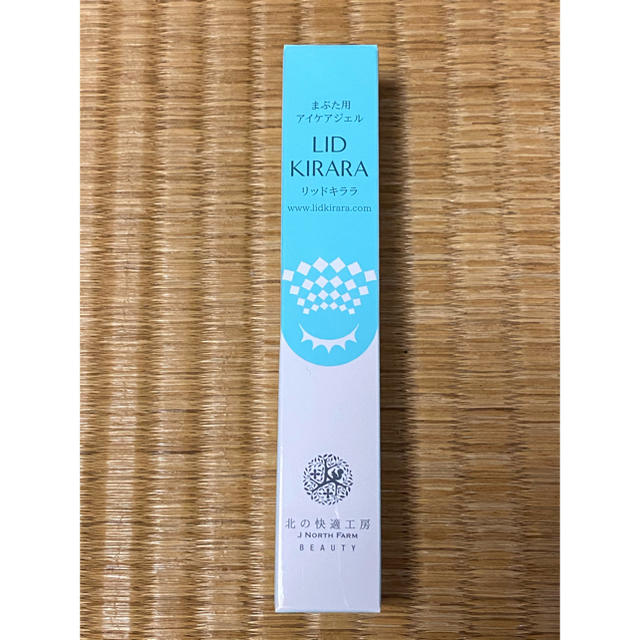 まぶた用
アイケアジェル
LID
KIRARA
リッドキララ
www.lidkirara.com
北の快適工房
J NORTH FARM
BEAUTY